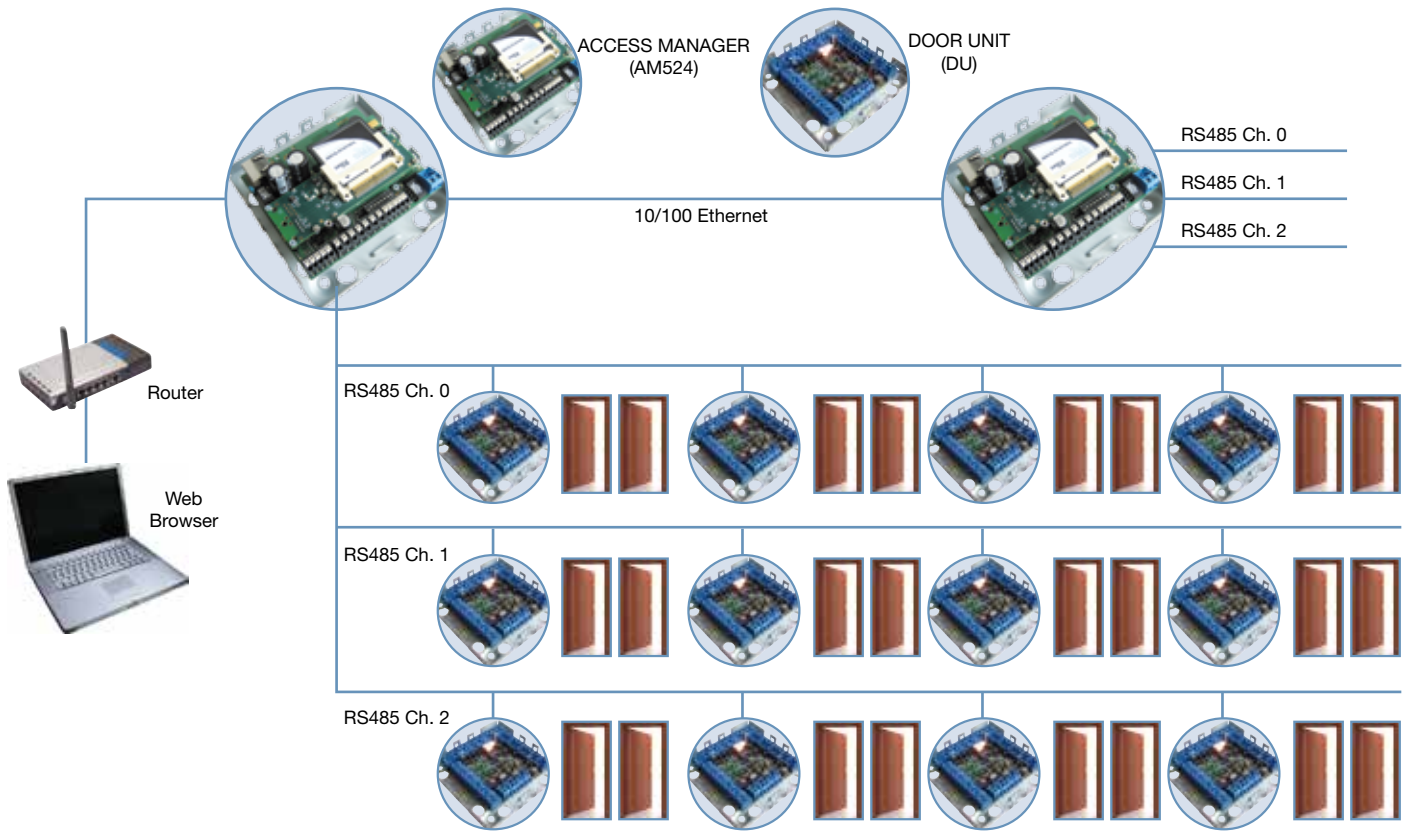 ACCESS MANAGER
(AM524)
DOOR UNIT
(DU)
RS485 Ch. 0
RS485 Ch. 1
10/100 Ethernet
RS485 Ch. 2
Router
RS485 Ch. 0
Web
Browser
RS485 Ch. 1
RS485 Ch. 2